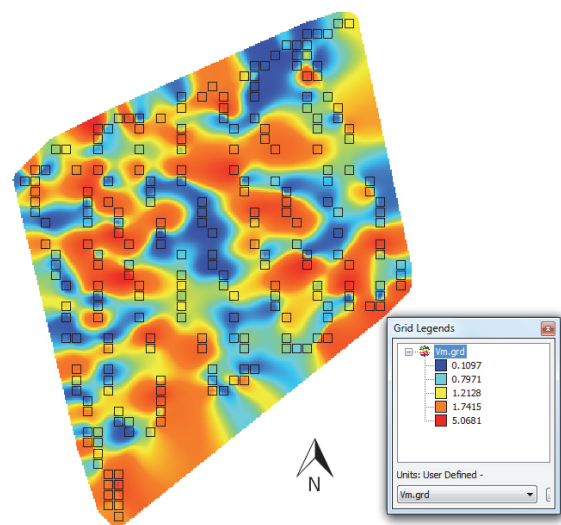 Grid Legends
Vm.grd
0.1097
0.7971
1.2128
1.7415
5.0681
N
Units: User Defined -
Vm.grd